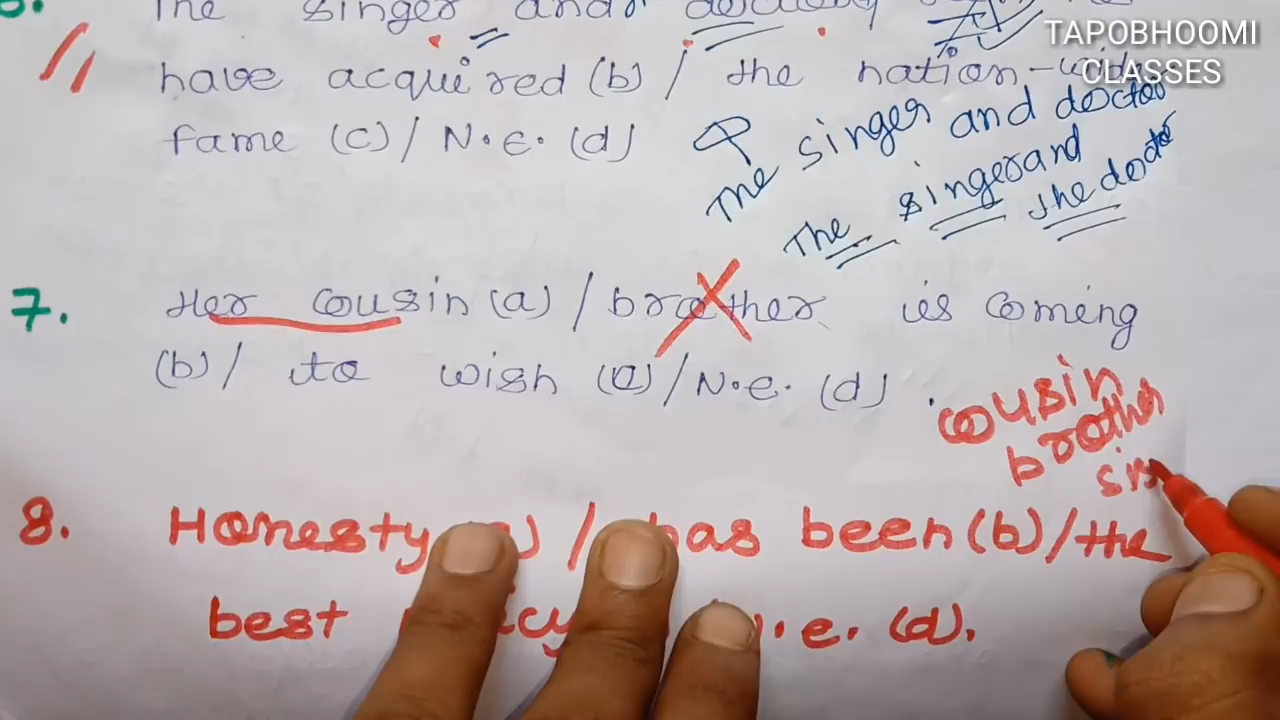 The singer and
TAPOBHOOMI
CLASSES
have acquired (b) / the nation-wide
fame (c) / N.e. (d)
The singer and doctor
The singer and the doctor
7. Her cousin (a) / brother is coming
(b) / to wish (c) / N.e. (d).
cousin
brother
sis
8. Honesty / has been (b) / the
best .e. (d).